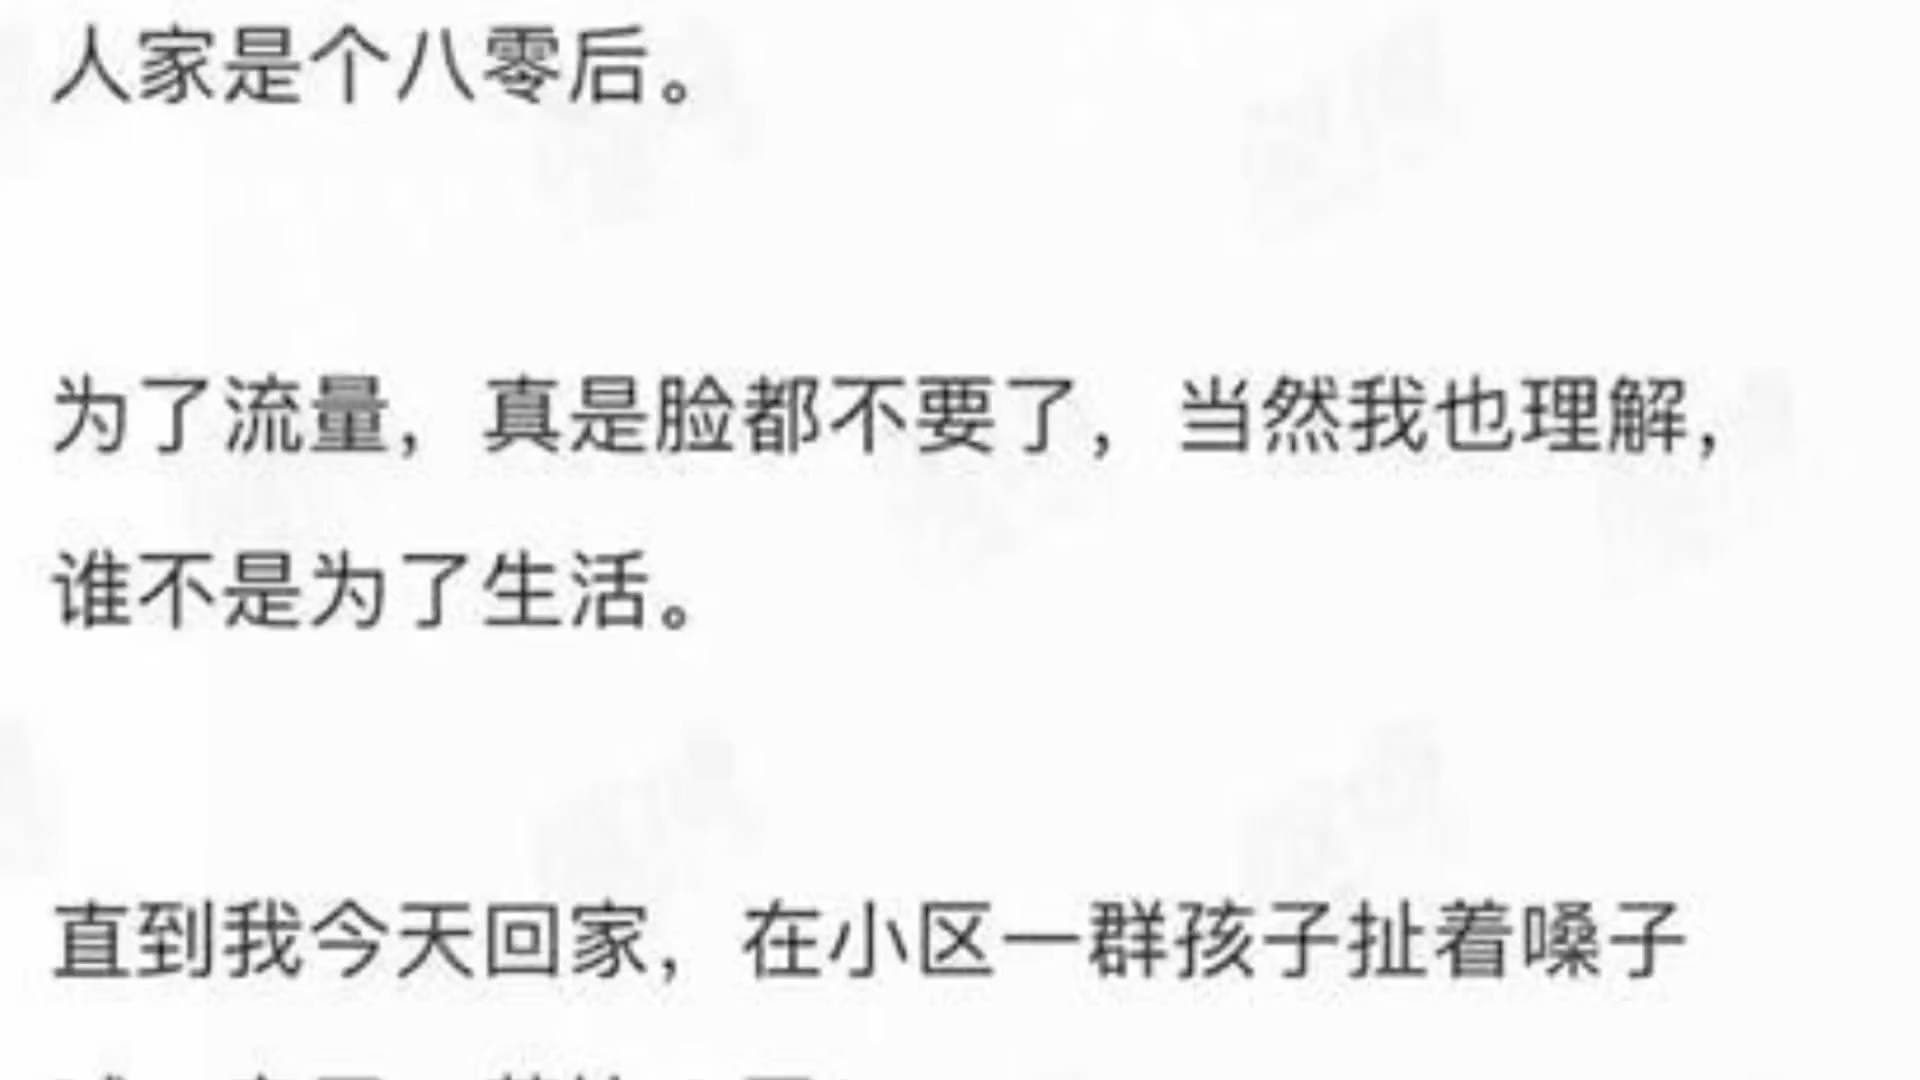 人家是个八零后。
为了流量，真是脸都不要了，当然我也理解，
谁不是为了生活。
直到我今天回家，在小区一群孩子扯着嗓子